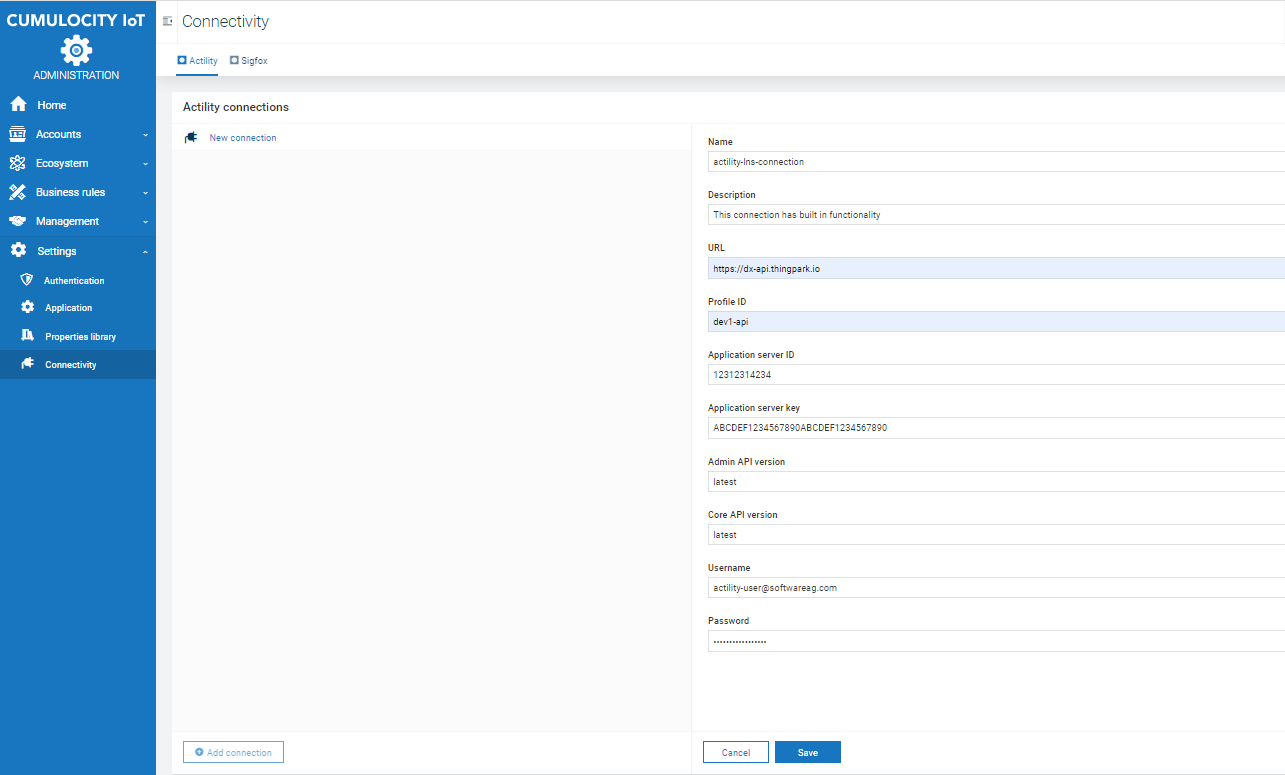 CUMULOCITY IoT
ADMINISTRATION
Home
Accounts
Ecosystem
Business rules
Management
Settings
Authentication
Application
Properties library
Connectivity
Connectivity
Actility Sigfox
Actility connections
New connection
Name
actility-lns-connection
Description
This connection has built in functionality
URL
https://dx-api.thingpark.io
Profile ID
dev1-api
Application server ID
12312314234
Application server key
ABCDEF1234567890ABCDEF1234567890
Admin API version
latest
Core API version
latest
Username
actility-user@softwareag.com
Password
•••••••••••••••••
Add connection
Cancel Save